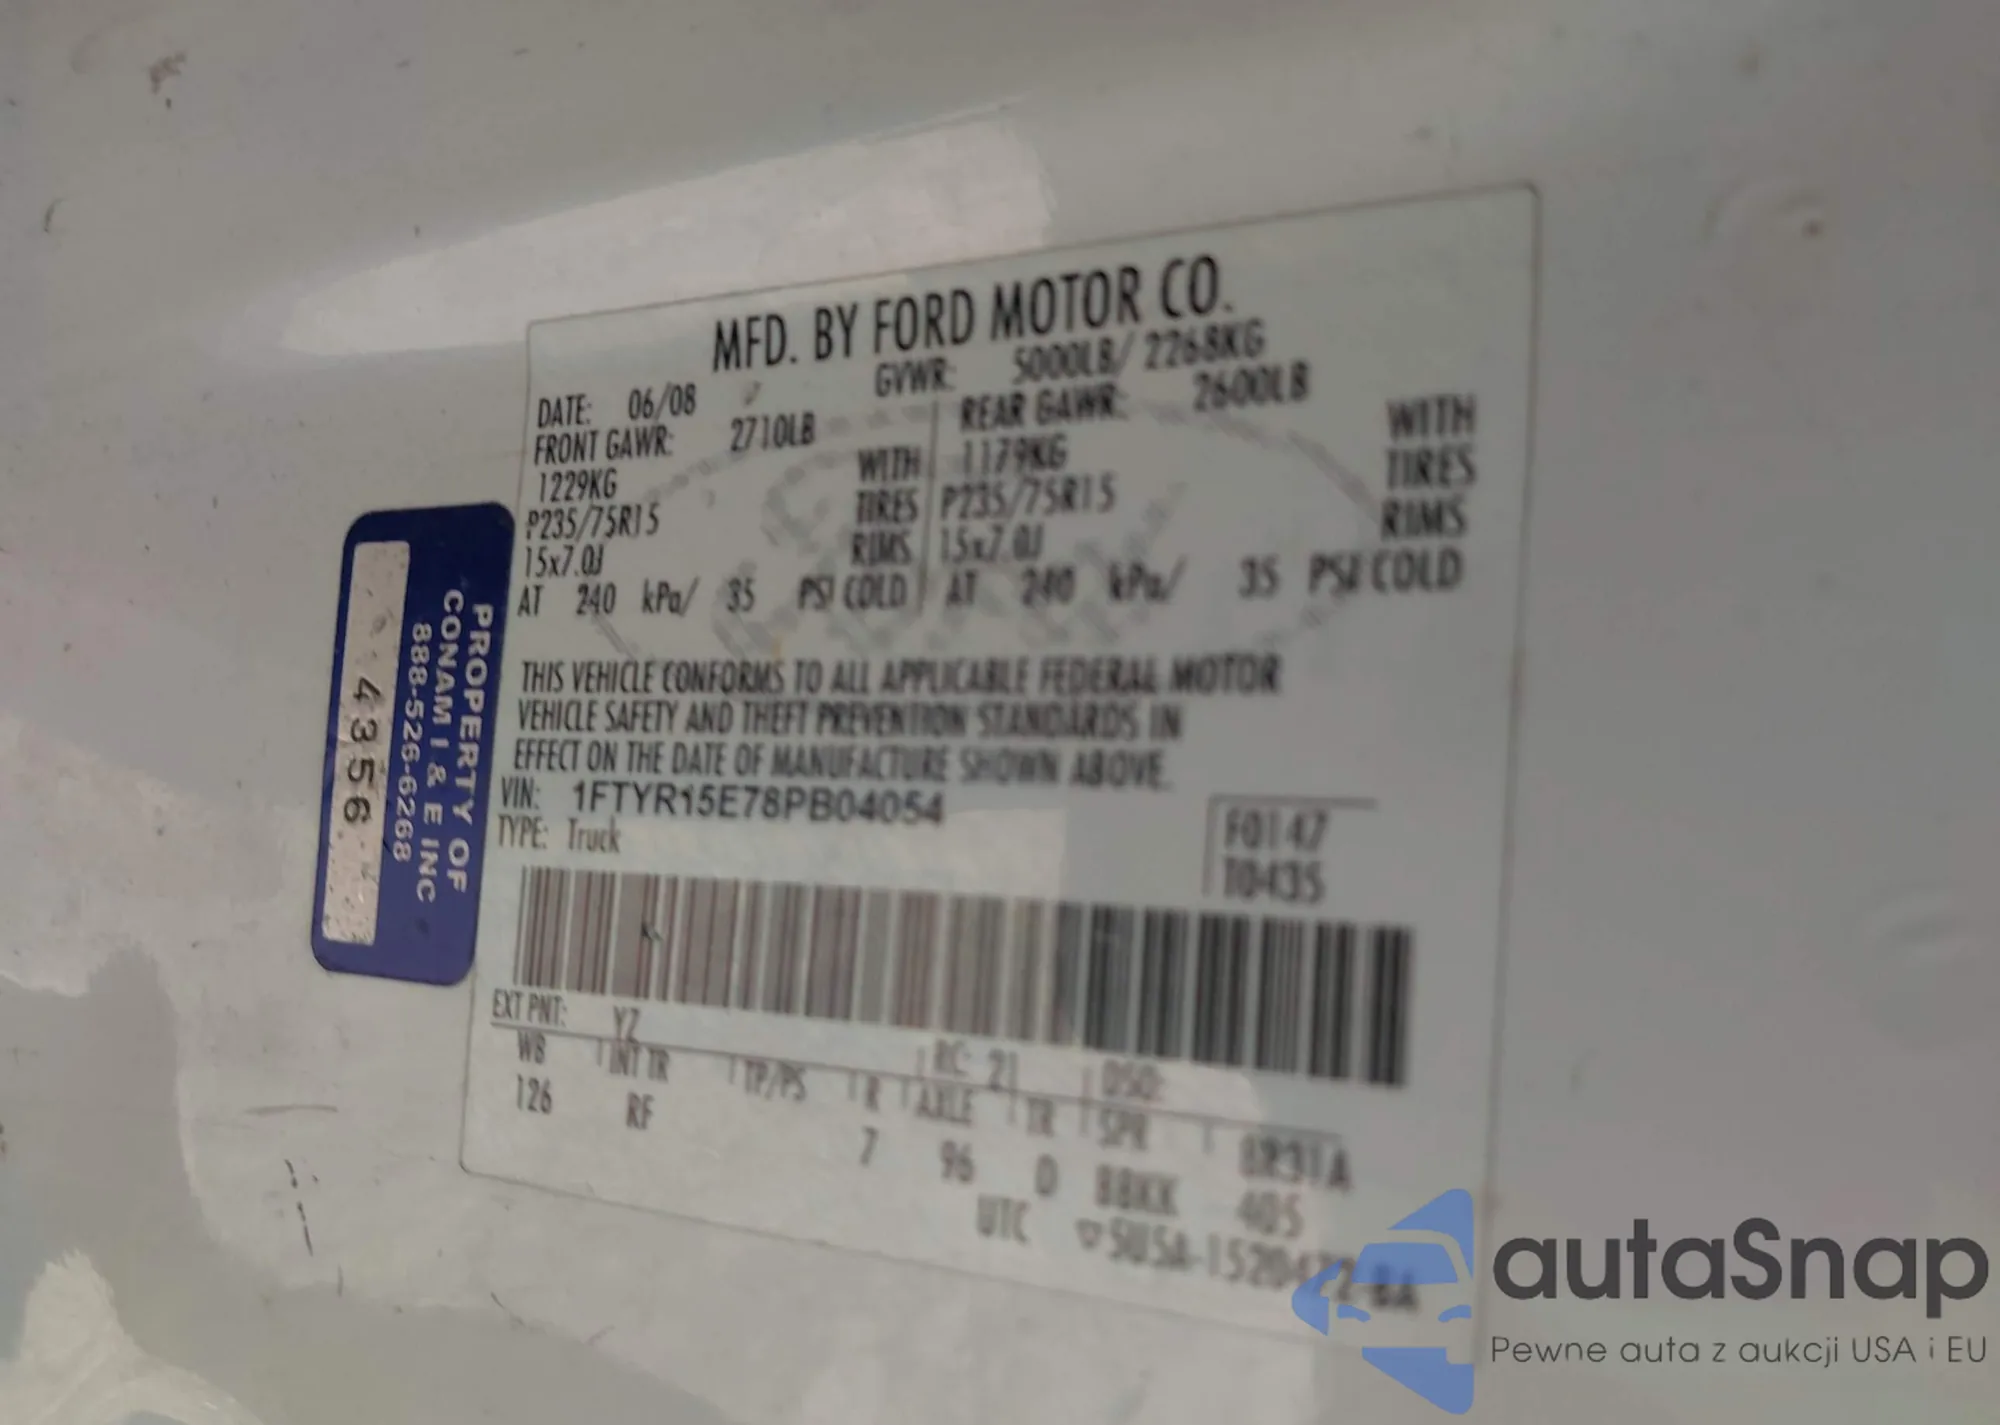 MFD. BY FORD MOTOR CO.
DATE: 06/08 GVWR: 5000LB/ 2268KG
FRONT GAWR: 2710LB REAR GAWR: 2600LB
1229KG WITH 1179KG WITH
P235/75R15 TIRES P235/75R15 TIRES
15x7.0J RIMS 15x7.0J RIMS
AT 240 kPa/ 35 PSI COLD AT 240 kPa/ 35 PSI COLD
THIS VEHICLE CONFORMS TO ALL APPLICABLE FEDERAL MOTOR
VEHICLE SAFETY AND THEFT PREVENTION STANDARDS IN
EFFECT ON THE DATE OF MANUFACTURE SHOWN ABOVE.
VIN: 1FTYR15E78PB04054
TYPE: Truck
F0147
T0435
EXT PNT: YZ RC: 21 DSO:
WB INT TR TP/PS R AXLE TR SPR
126 RF 7 96 D BBKK
UTC
PROPERTY OF
CONAM I & E INC
888-526-6268
4356
autaSnap
Pewne auta z aukcji USA i EU